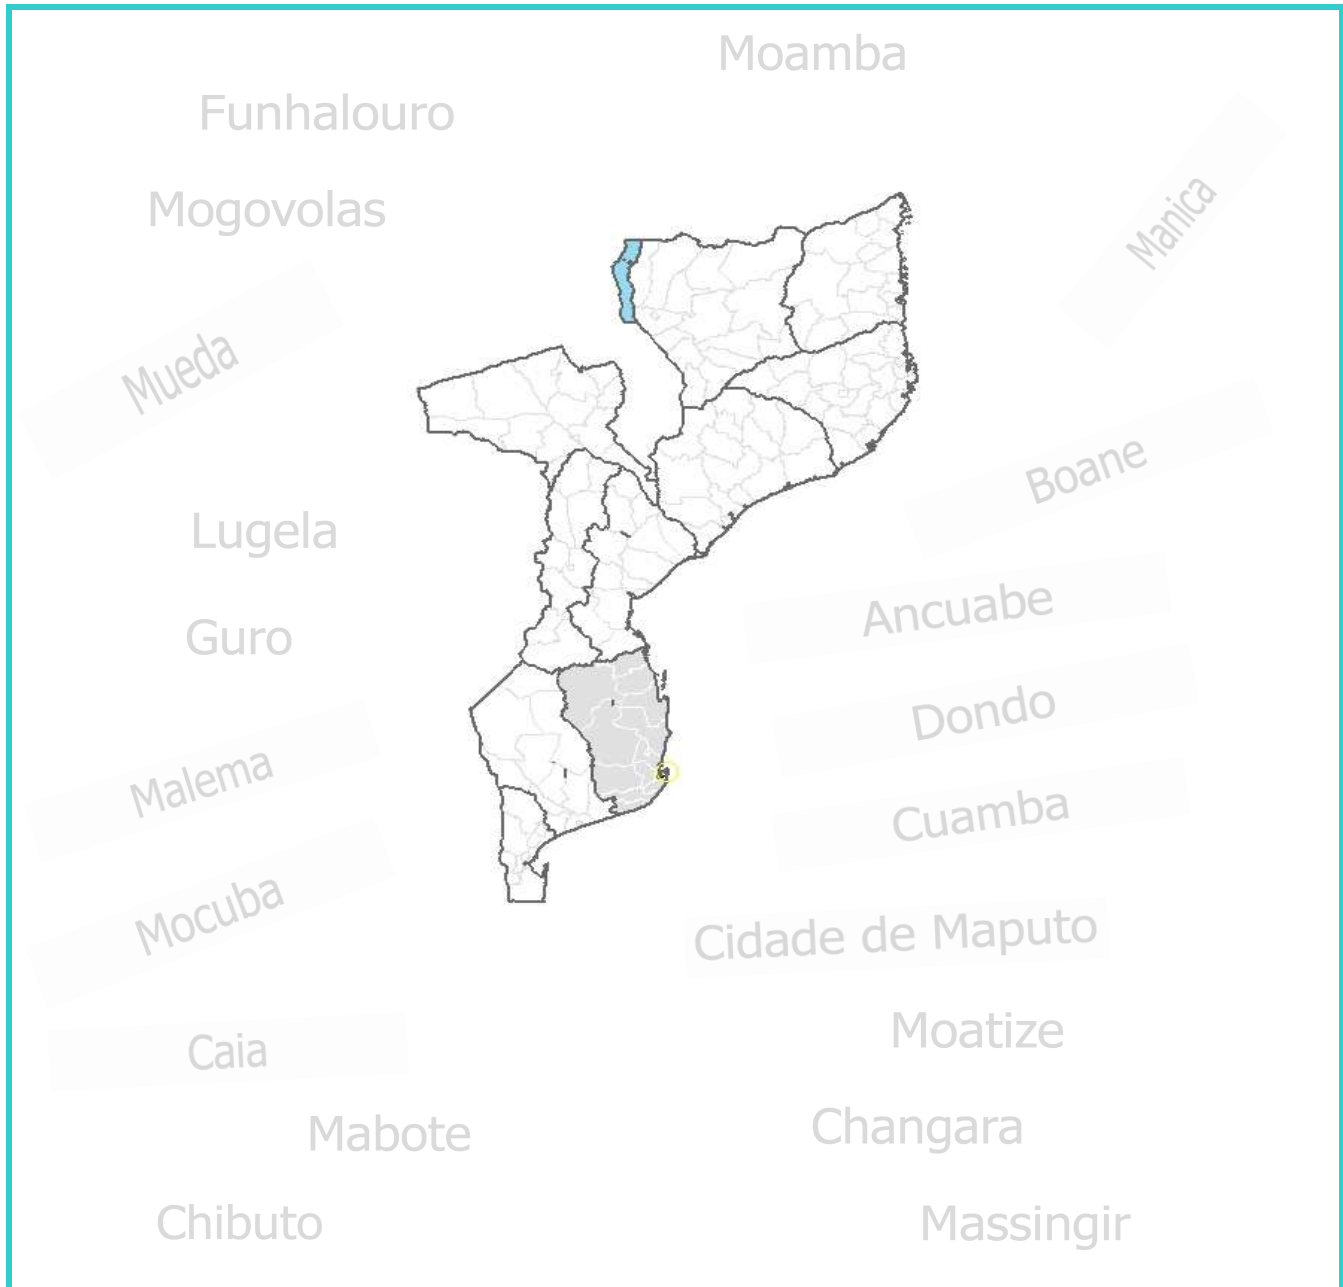 Moamba
Funhalouro
Manica
Mogovolas
Mueda
Boane
Lugela
Ancuabe
Guro
Dondo
Malema
Cuamba
Mocuba
Cidade de Maputo
Caia
Moatize
Mabote
Changara
Chibuto
Massingir